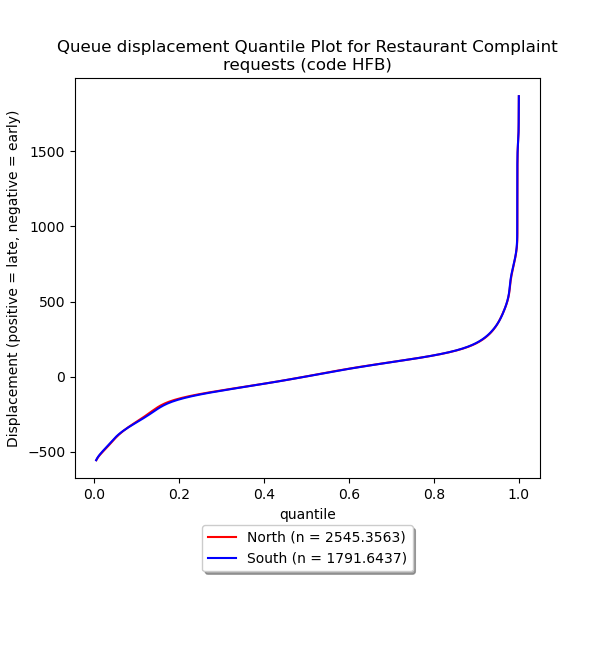 Queue displacement Quantile Plot for Restaurant Complaint
requests (code HFB)
Displacement (positive = late, negative = early)
1500
1000
500
0
−500
0.0 0.2 0.4 0.6 0.8 1.0
quantile
North (n = 2545.3563)
South (n = 1791.6437)